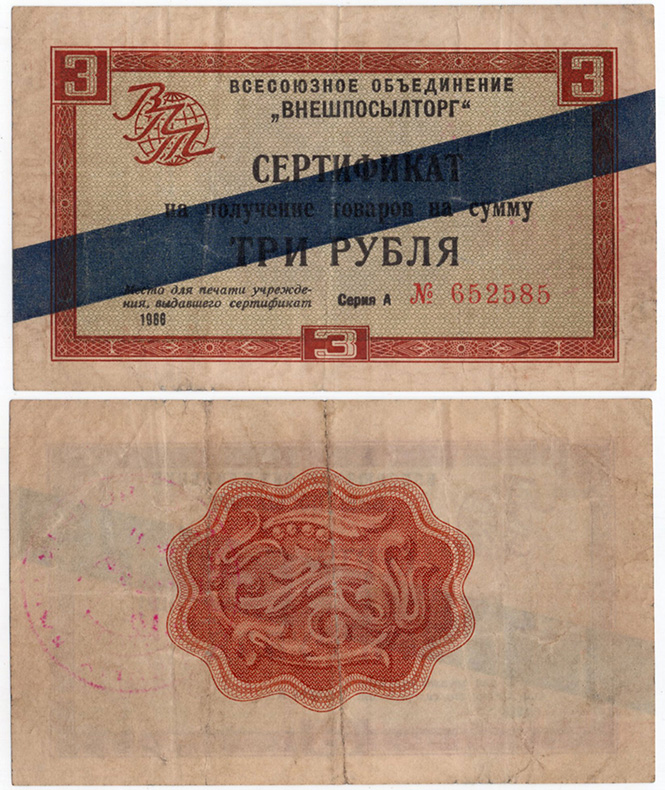 3 3
ВПТ
ВСЕСОЮЗНОЕ ОБЪЕДИНЕНИЕ
„ВНЕШПОСЫЛТОРГ“
СЕРТИФИКАТ
на получение товаров на сумму
ТРИ РУБЛЯ
Место для печати учрежде-
ния, выдавшего сертификат
Серия А № 652585
1966
3